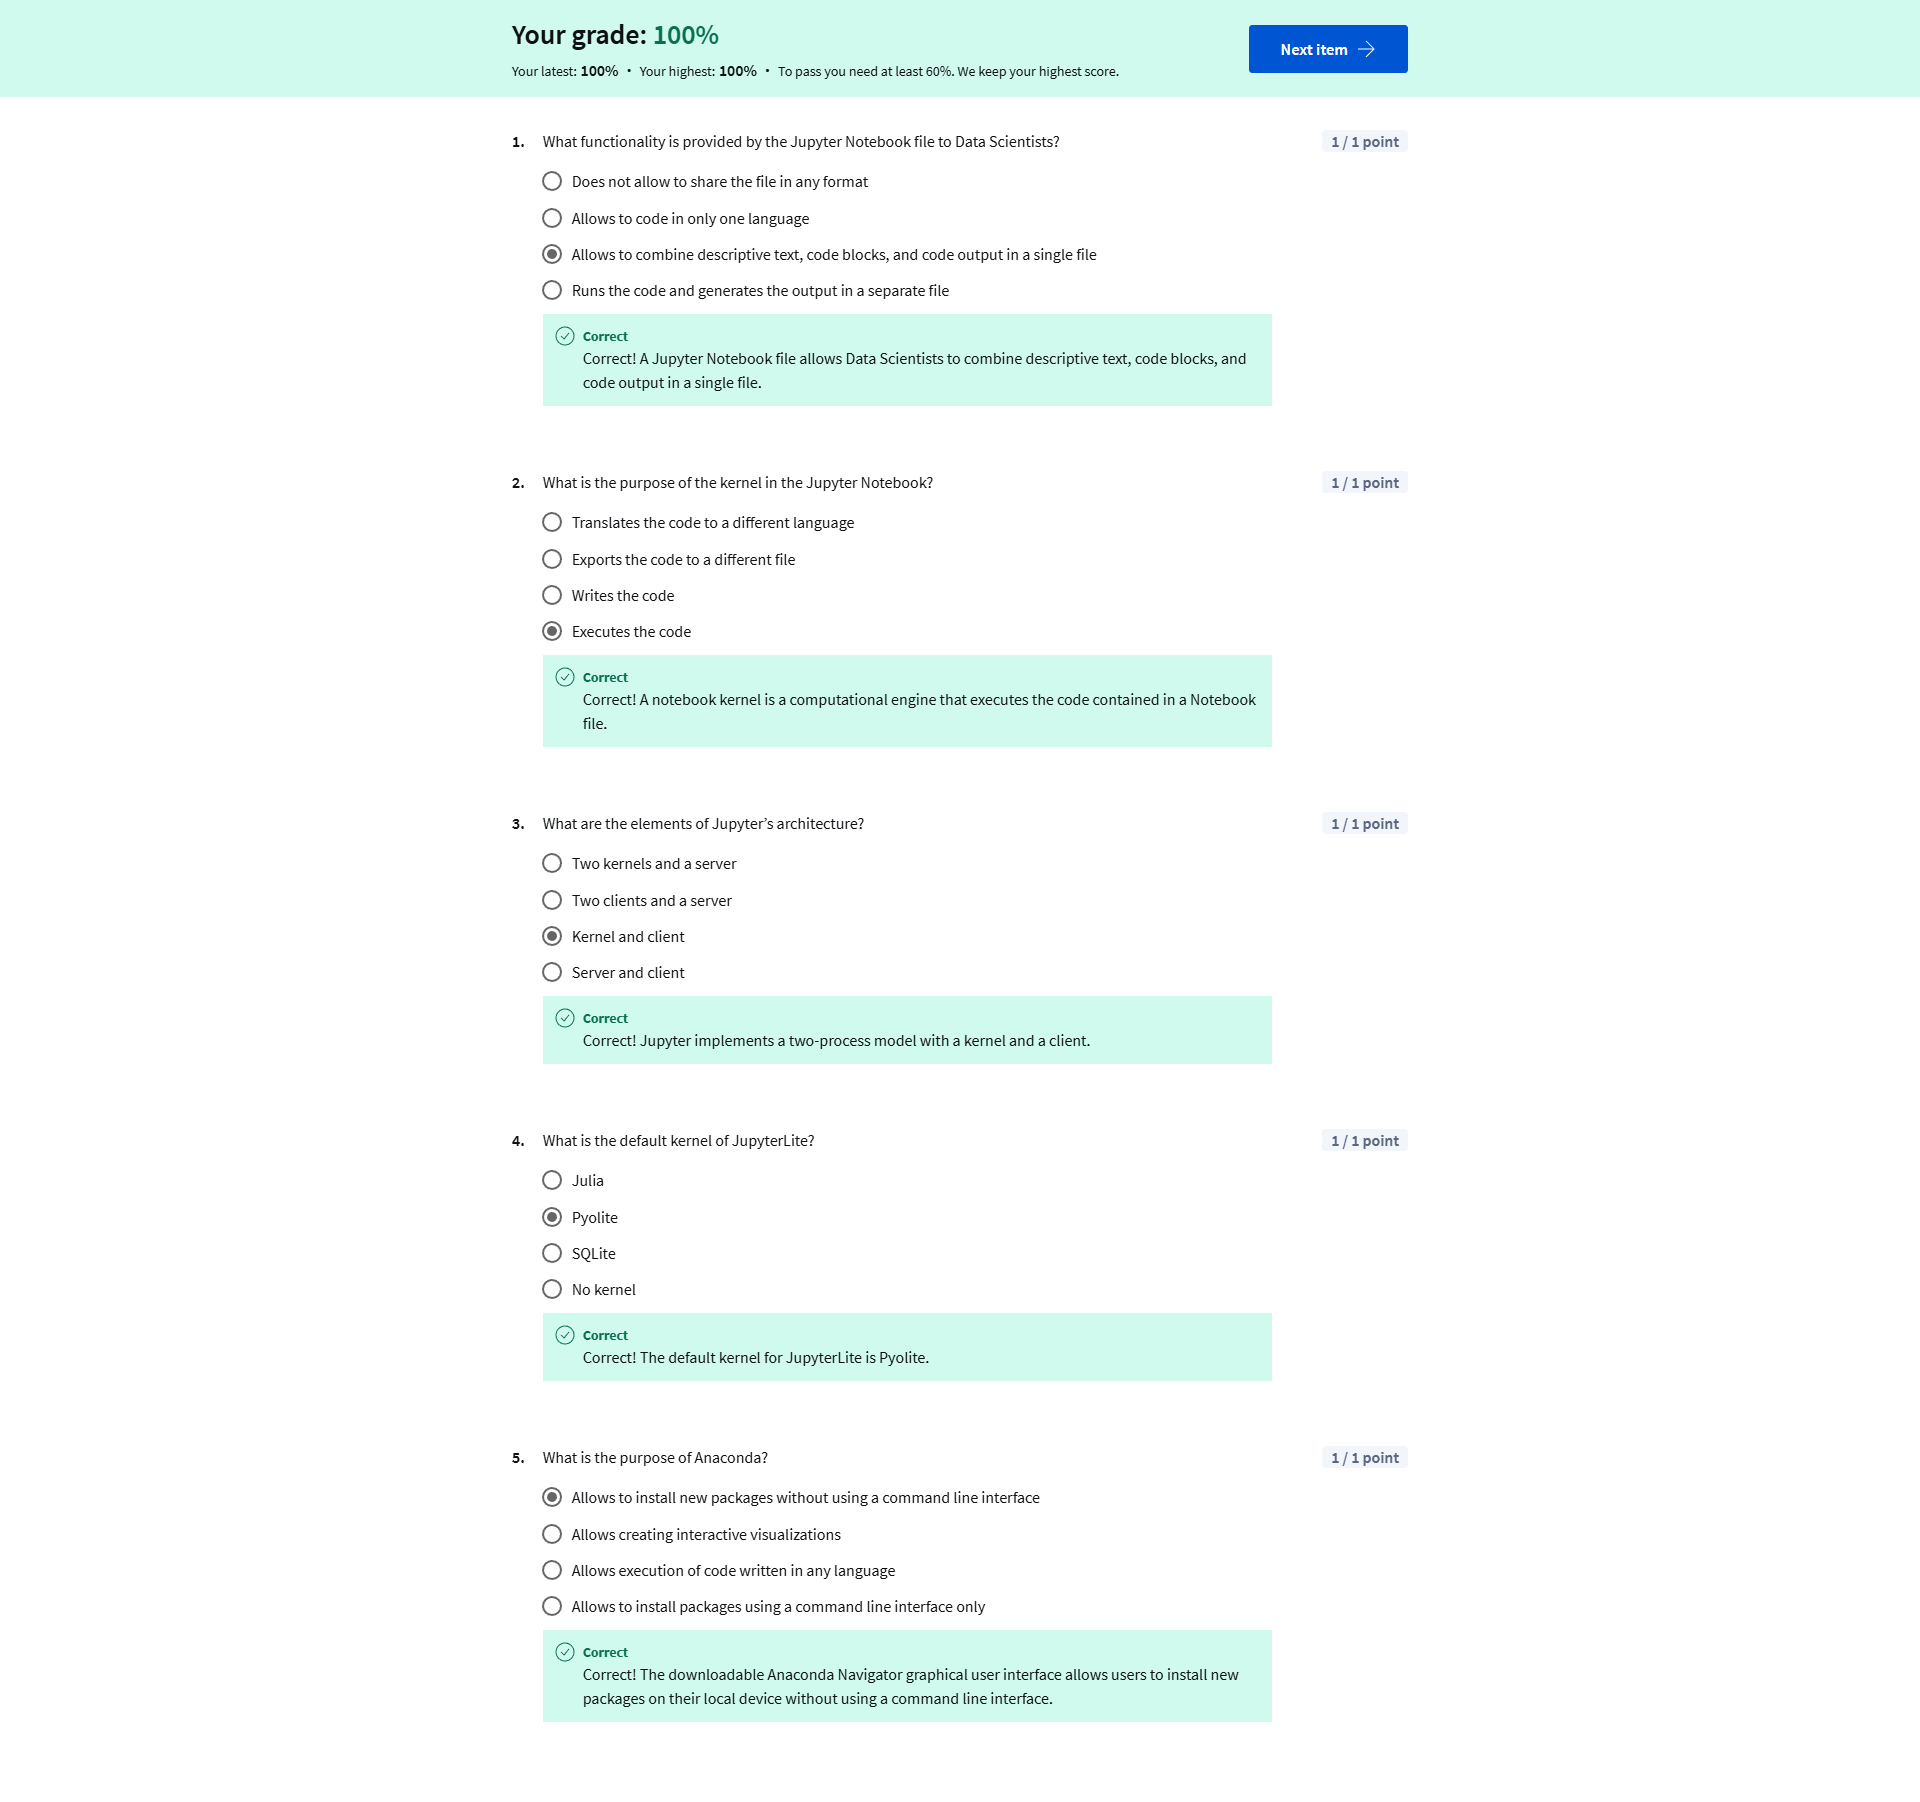 Your grade: 100%
Your latest: 100% • Your highest: 100% • To pass you need at least 60%. We keep your highest score.
Next item
1. What functionality is provided by the Jupyter Notebook file to Data Scientists?
1 / 1 point
Does not allow to share the file in any format
Allows to code in only one language
Allows to combine descriptive text, code blocks, and code output in a single file
Runs the code and generates the output in a separate file
Correct
Correct! A Jupyter Notebook file allows Data Scientists to combine descriptive text, code blocks, and
code output in a single file.
2. What is the purpose of the kernel in the Jupyter Notebook?
1 / 1 point
Translates the code to a different language
Exports the code to a different file
Writes the code
Executes the code
Correct
Correct! A notebook kernel is a computational engine that executes the code contained in a Notebook
file.
3. What are the elements of Jupyter’s architecture?
1 / 1 point
Two kernels and a server
Two clients and a server
Kernel and client
Server and client
Correct
Correct! Jupyter implements a two-process model with a kernel and a client.
4. What is the default kernel of JupyterLite?
1 / 1 point
Julia
Pyolite
SQLite
No kernel
Correct
Correct! The default kernel for JupyterLite is Pyolite.
5. What is the purpose of Anaconda?
1 / 1 point
Allows to install new packages without using a command line interface
Allows creating interactive visualizations
Allows execution of code written in any language
Allows to install packages using a command line interface only
Correct
Correct! The downloadable Anaconda Navigator graphical user interface allows users to install new
packages on their local device without using a command line interface.